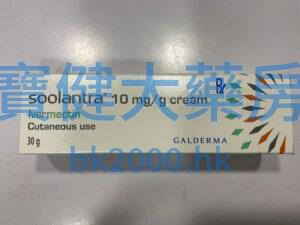 soolantra 10 mg/g cream
Ivermectin
Cutaneous use
30 g
GALDERMA
Rx
寶健大藥房
bk2000.hk